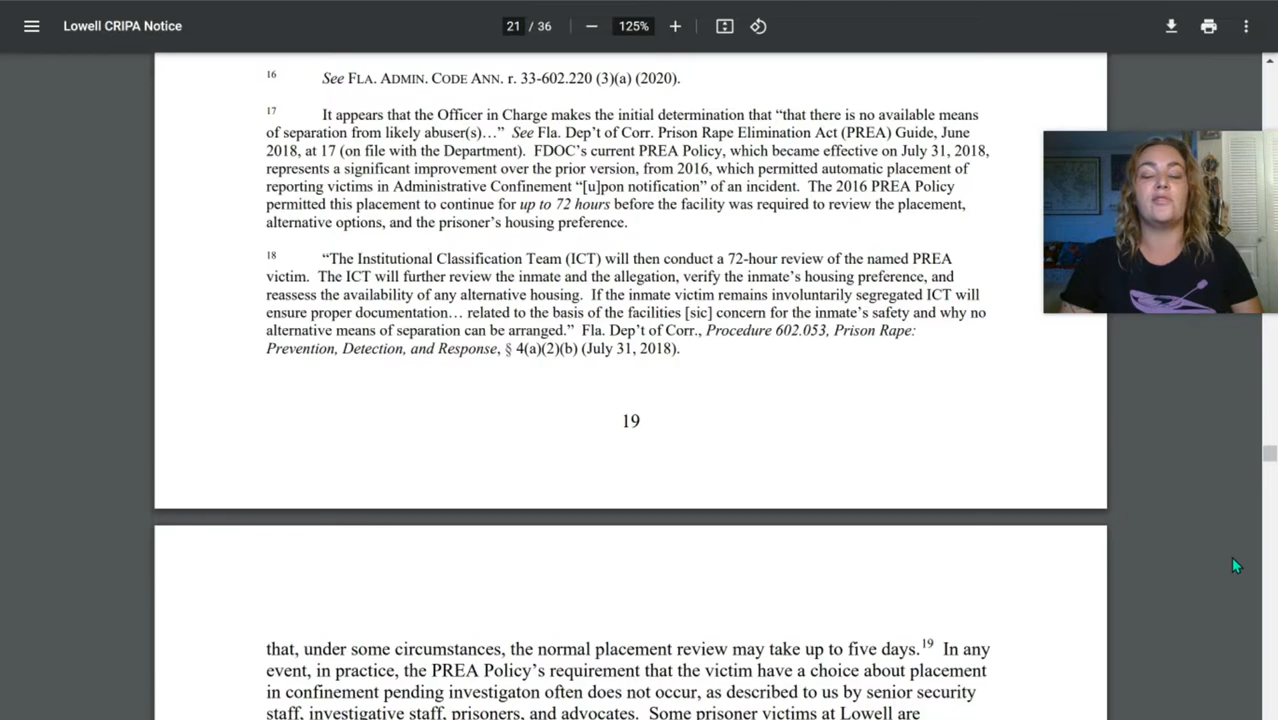 Lowell CRIPA Notice
21 / 36
125%
16 See FLA. ADMIN. CODE ANN. r. 33-602.220 (3)(a) (2020).
17 It appears that the Officer in Charge makes the initial determination that “that there is no available means
of separation from likely abuser(s)…” See Fla. Dep’t of Corr. Prison Rape Elimination Act (PREA) Guide, June
2018, at 17 (on file with the Department). FDOC’s current PREA Policy, which became effective on July 31, 2018,
represents a significant improvement over the prior version, from 2016, which permitted automatic placement of
reporting victims in Administrative Confinement “[u]pon notification” of an incident. The 2016 PREA Policy
permitted this placement to continue for up to 72 hours before the facility was required to review the placement,
alternative options, and the prisoner’s housing preference.
18 “The Institutional Classification Team (ICT) will then conduct a 72-hour review of the named PREA
victim. The ICT will further review the inmate and the allegation, verify the inmate’s housing preference, and
reassess the availability of any alternative housing. If the inmate victim remains involuntarily segregated ICT will
ensure proper documentation… related to the basis of the facilities [sic] concern for the inmate’s safety and why no
alternative means of separation can be arranged.” Fla. Dep’t of Corr., Procedure 602.053, Prison Rape:
Prevention, Detection, and Response, § 4(a)(2)(b) (July 31, 2018).
19
that, under some circumstances, the normal placement review may take up to five days.19 In any
event, in practice, the PREA Policy’s requirement that the victim have a choice about placement
in confinement pending investigaton often does not occur, as described to us by senior security
staff, investigative staff, prisoners, and advocates. Some prisoner victims at Lowell are